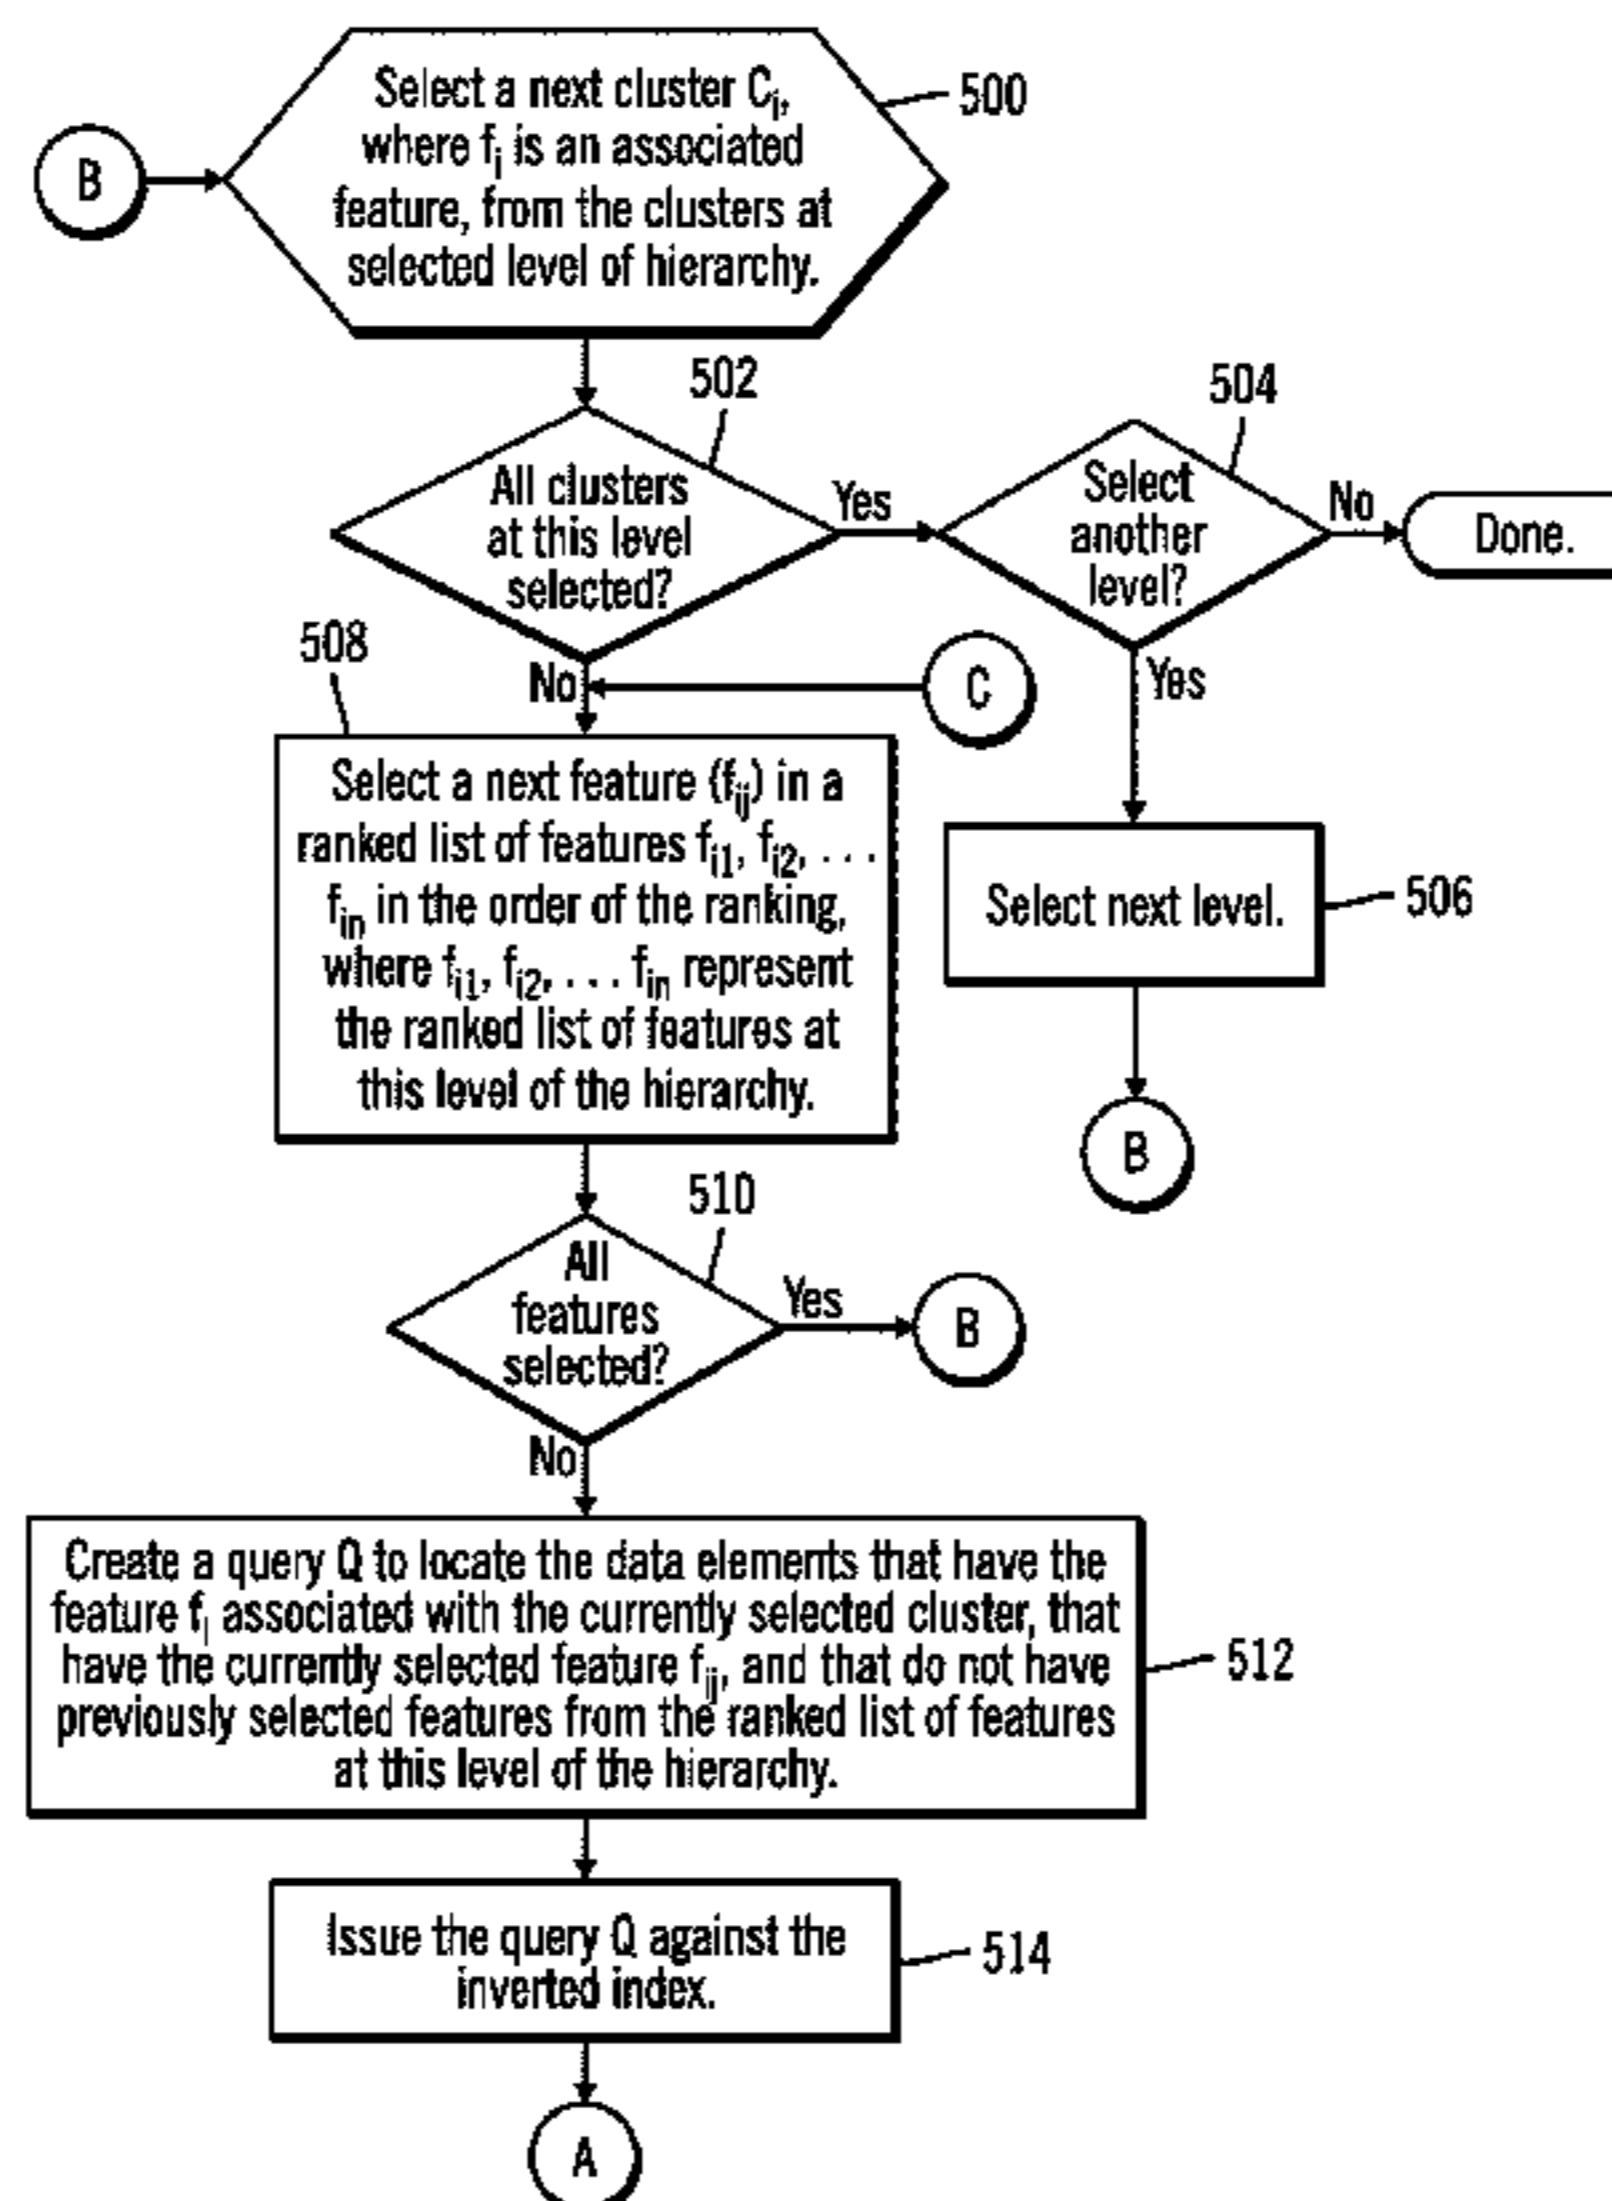 Select a next cluster Ci,
where fi is an associated
feature, from the clusters at
selected level of hierarchy.
500
B
502
504
All clusters
at this level
selected?
Yes
Select
another
level?
No
Done.
508
No
C
Yes
Select a next feature (fij) in a
ranked list of features fi1, fi2, . . .
fin in the order of the ranking,
where fi1, fi2, . . . fin represent
the ranked list of features at
this level of the hierarchy.
Select next level.
506
B
510
All
features
selected?
Yes
B
No
Create a query Q to locate the data elements that have the
feature fi associated with the currently selected cluster, that
have the currently selected feature fij, and that do not have
previously selected features from the ranked list of features
at this level of the hierarchy.
512
Issue the query Q against the
inverted index.
514
A